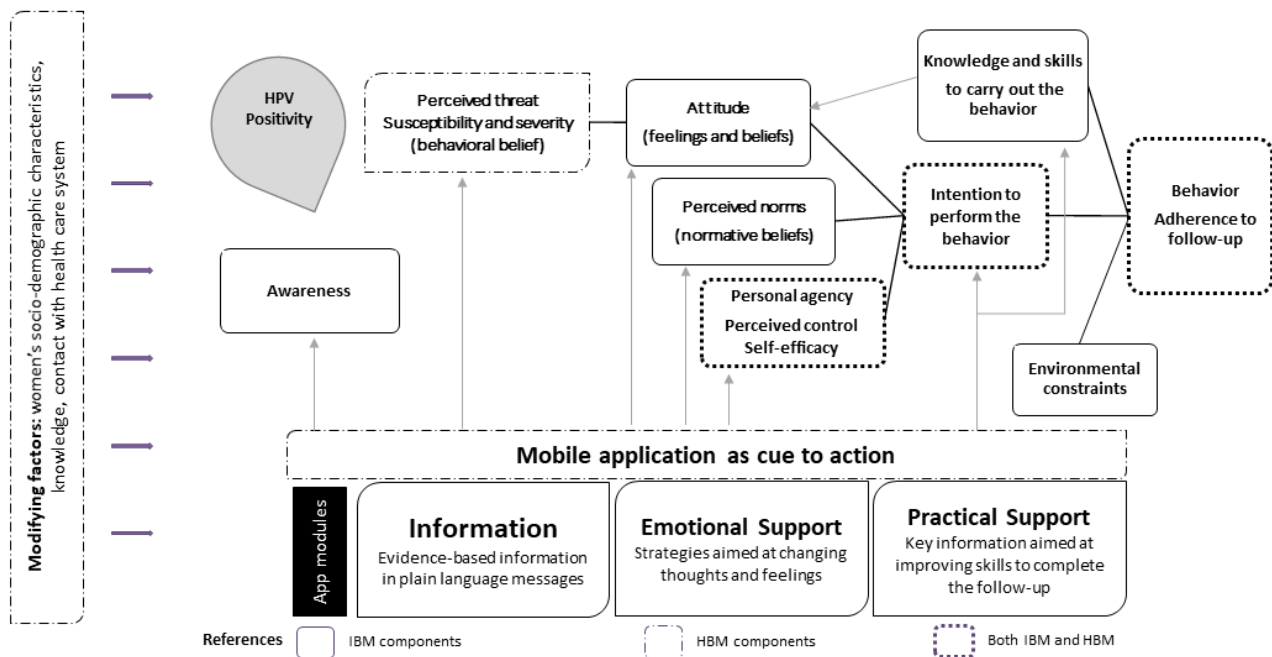 Modifying factors: women's socio-demographic characteristics,
knowledge, contact with health care system
HPV
Positivity
Perceived threat
Susceptibility and severity
(behavioral belief)
Attitude
(feelings and beliefs)
Knowledge and skills
to carry out the
behavior
Perceived norms
(normative beliefs)
Intention to
perform the
behavior
Behavior
Adherence to
follow-up
Awareness
Personal agency
Perceived control
Self-efficacy
Environmental
constraints
Mobile application as cue to action
App modules
Information
Evidence-based information
in plain language messages
Emotional Support
Strategies aimed at changing
thoughts and feelings
Practical Support
Key information aimed at
improving skills to complete
the follow-up
References
IBM components
HBM components
Both IBM and HBM